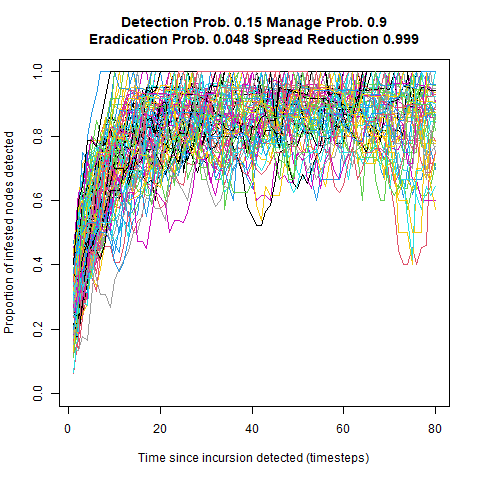 Detection Prob. 0.15 Manage Prob. 0.9
Eradication Prob. 0.048 Spread Reduction 0.999
Proportion of infested nodes detected
1.0
0.8
0.6
0.4
0.2
0.0
0 20 40 60 80
Time since incursion detected (timesteps)